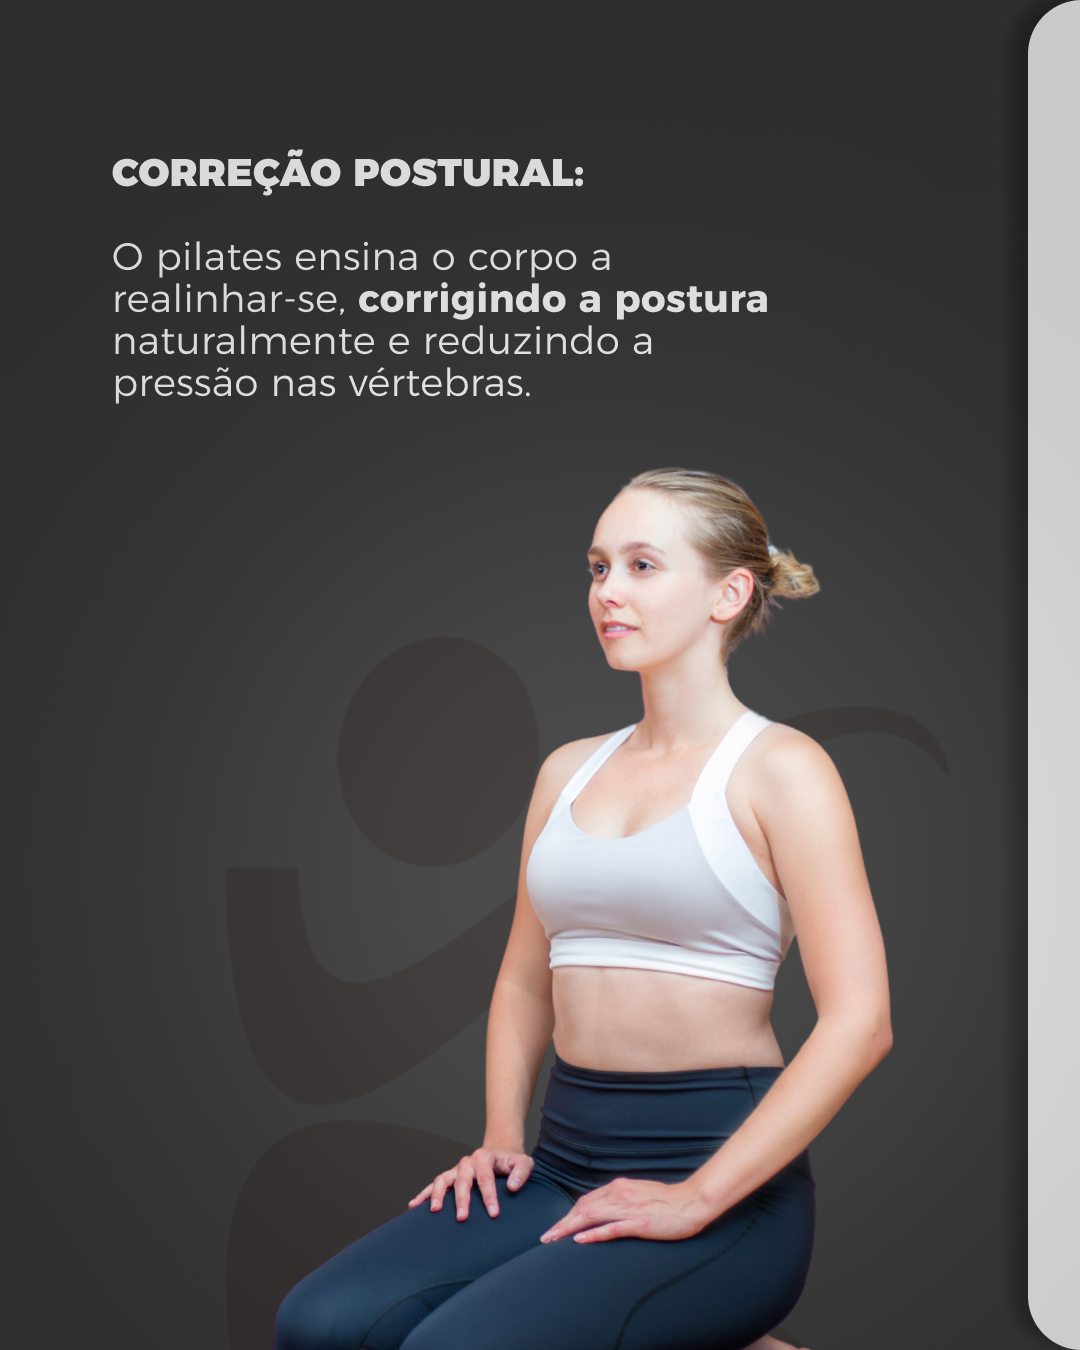 CORREÇÃO POSTURAL:
O pilates ensina o corpo a
realinhar-se, corrigindo a postura
naturalmente e reduzindo a
pressão nas vértebras.